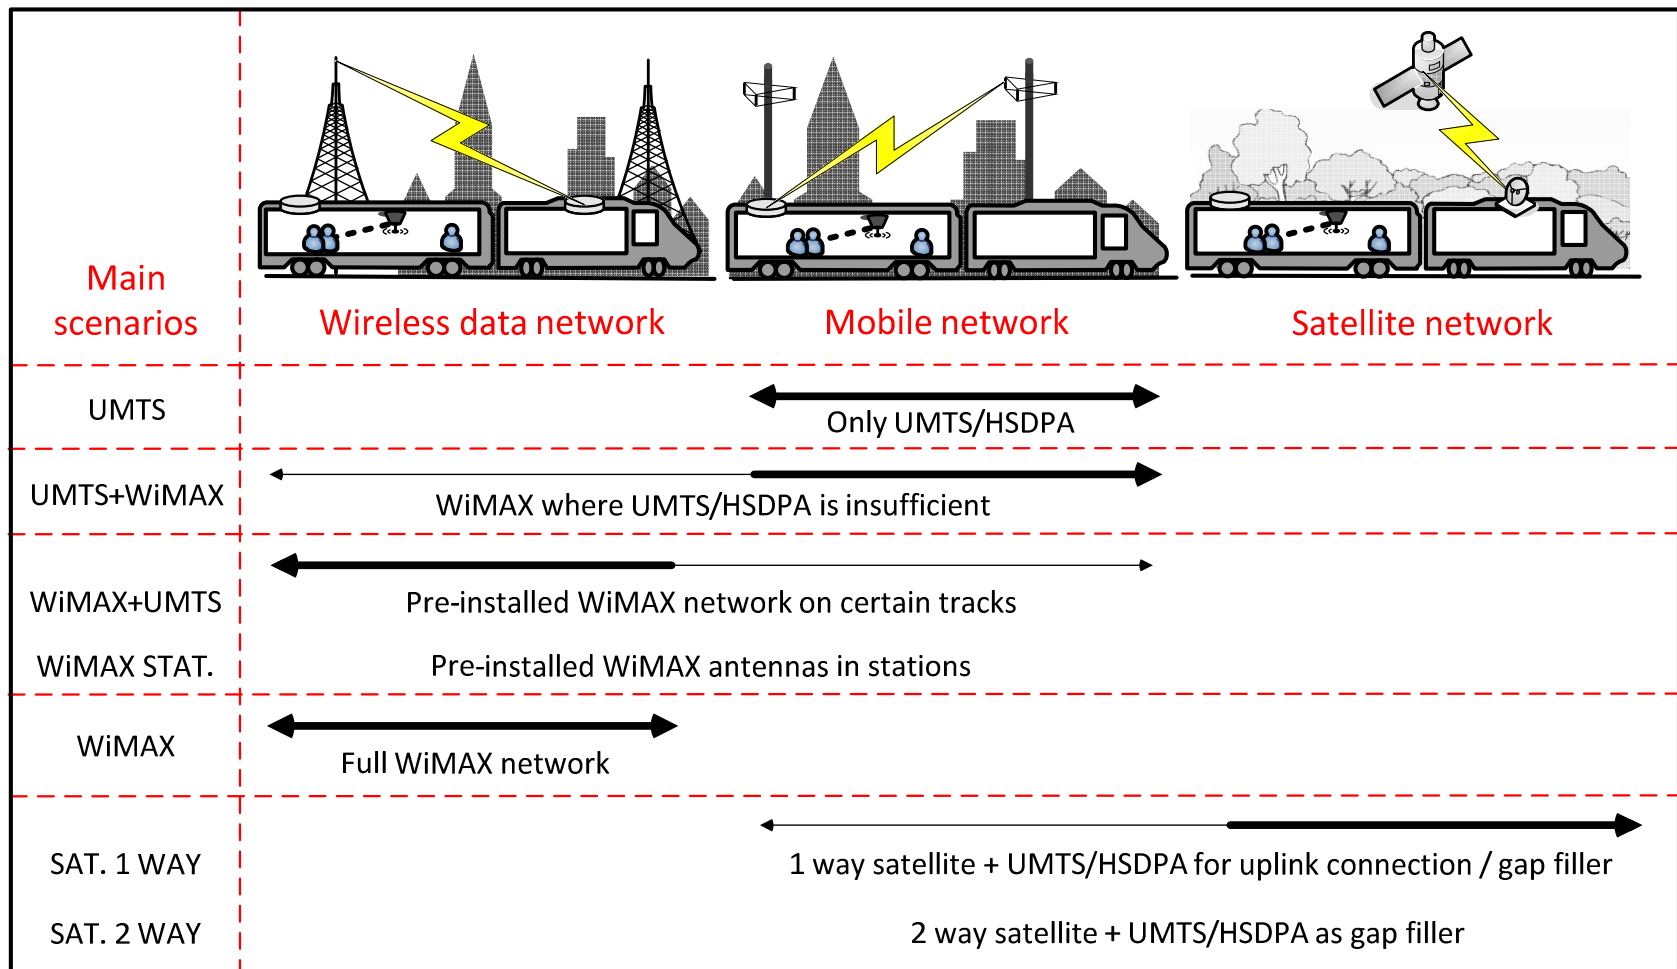 Main
scenarios
Wireless data network
Mobile network
Satellite network
UMTS
Only UMTS/HSDPA
UMTS+WiMAX
WiMAX where UMTS/HSDPA is insufficient
WiMAX+UMTS
Pre-installed WiMAX network on certain tracks
WiMAX STAT.
Pre-installed WiMAX antennas in stations
WiMAX
Full WiMAX network
SAT. 1 WAY
1 way satellite + UMTS/HSDPA for uplink connection / gap filler
SAT. 2 WAY
2 way satellite + UMTS/HSDPA as gap filler